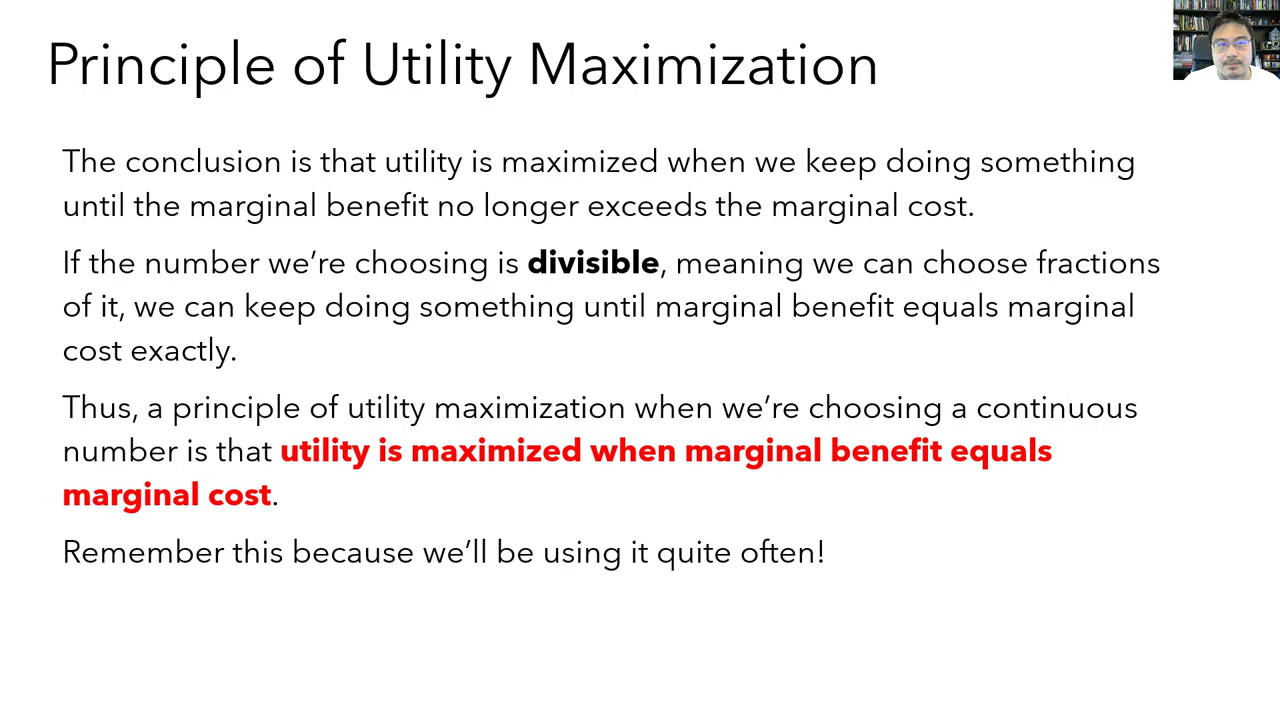 Principle of Utility Maximization
The conclusion is that utility is maximized when we keep doing something
until the marginal benefit no longer exceeds the marginal cost.
If the number we’re choosing is divisible, meaning we can choose fractions
of it, we can keep doing something until marginal benefit equals marginal
cost exactly.
Thus, a principle of utility maximization when we’re choosing a continuous
number is that utility is maximized when marginal benefit equals
marginal cost.
Remember this because we’ll be using it quite often!